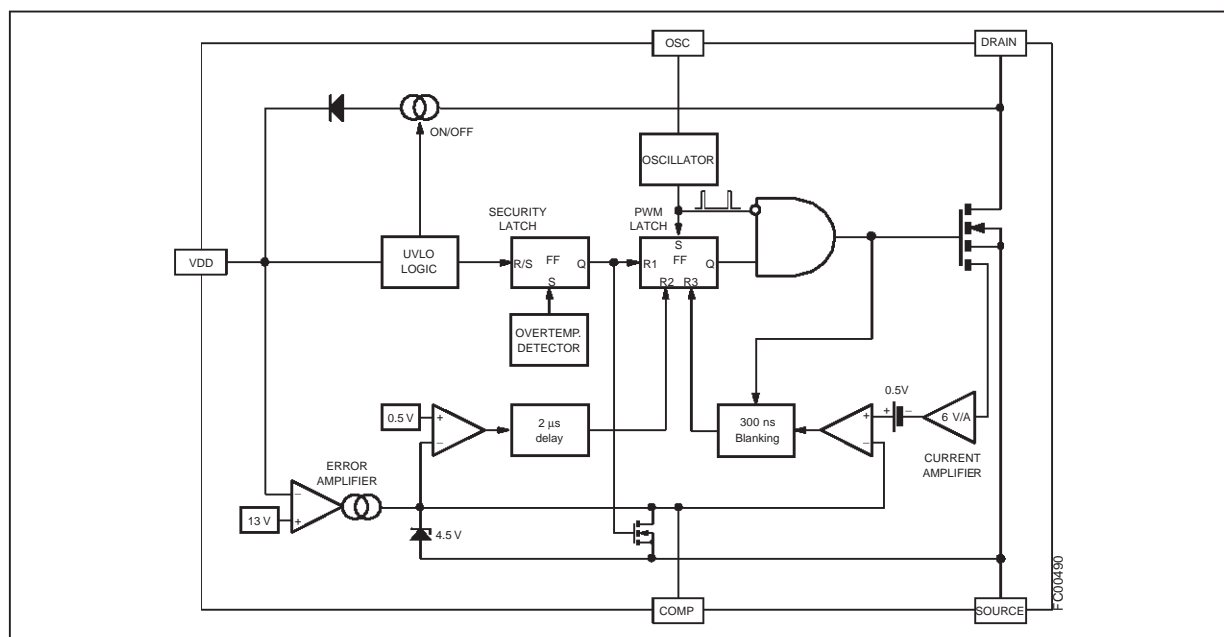 OSC
DRAIN
ON/OFF
OSCILLATOR
SECURITY
LATCH
PWM
LATCH
VDD
UVLO
LOGIC
R/S
FF
Q
S
R1
S
FF
Q
R2 R3
OVERTEMP.
DETECTOR
0.5 V
+
−
2 μs
delay
300 ns
Blanking
+
−
0.5V
+
−
6 V/A
CURRENT
AMPLIFIER
ERROR
AMPLIFIER
−
+
13 V
4.5 V
COMP
SOURCE
FC00490